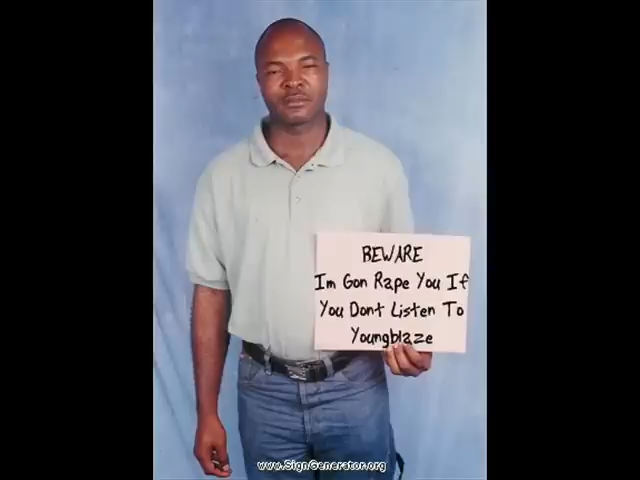 BEWARE
Im Gon Rape You If
You Dont Listen To
Youngblaze
www.SignGenerator.org